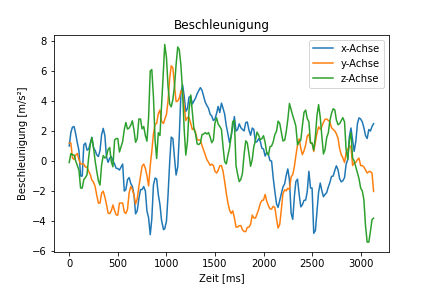 Beschleunigung
Beschleunigung [m/s²]
8
6
4
2
0
−2
−4
−6
x-Achse
y-Achse
z-Achse
0
500
1000
1500
2000
2500
3000
Zeit [ms]